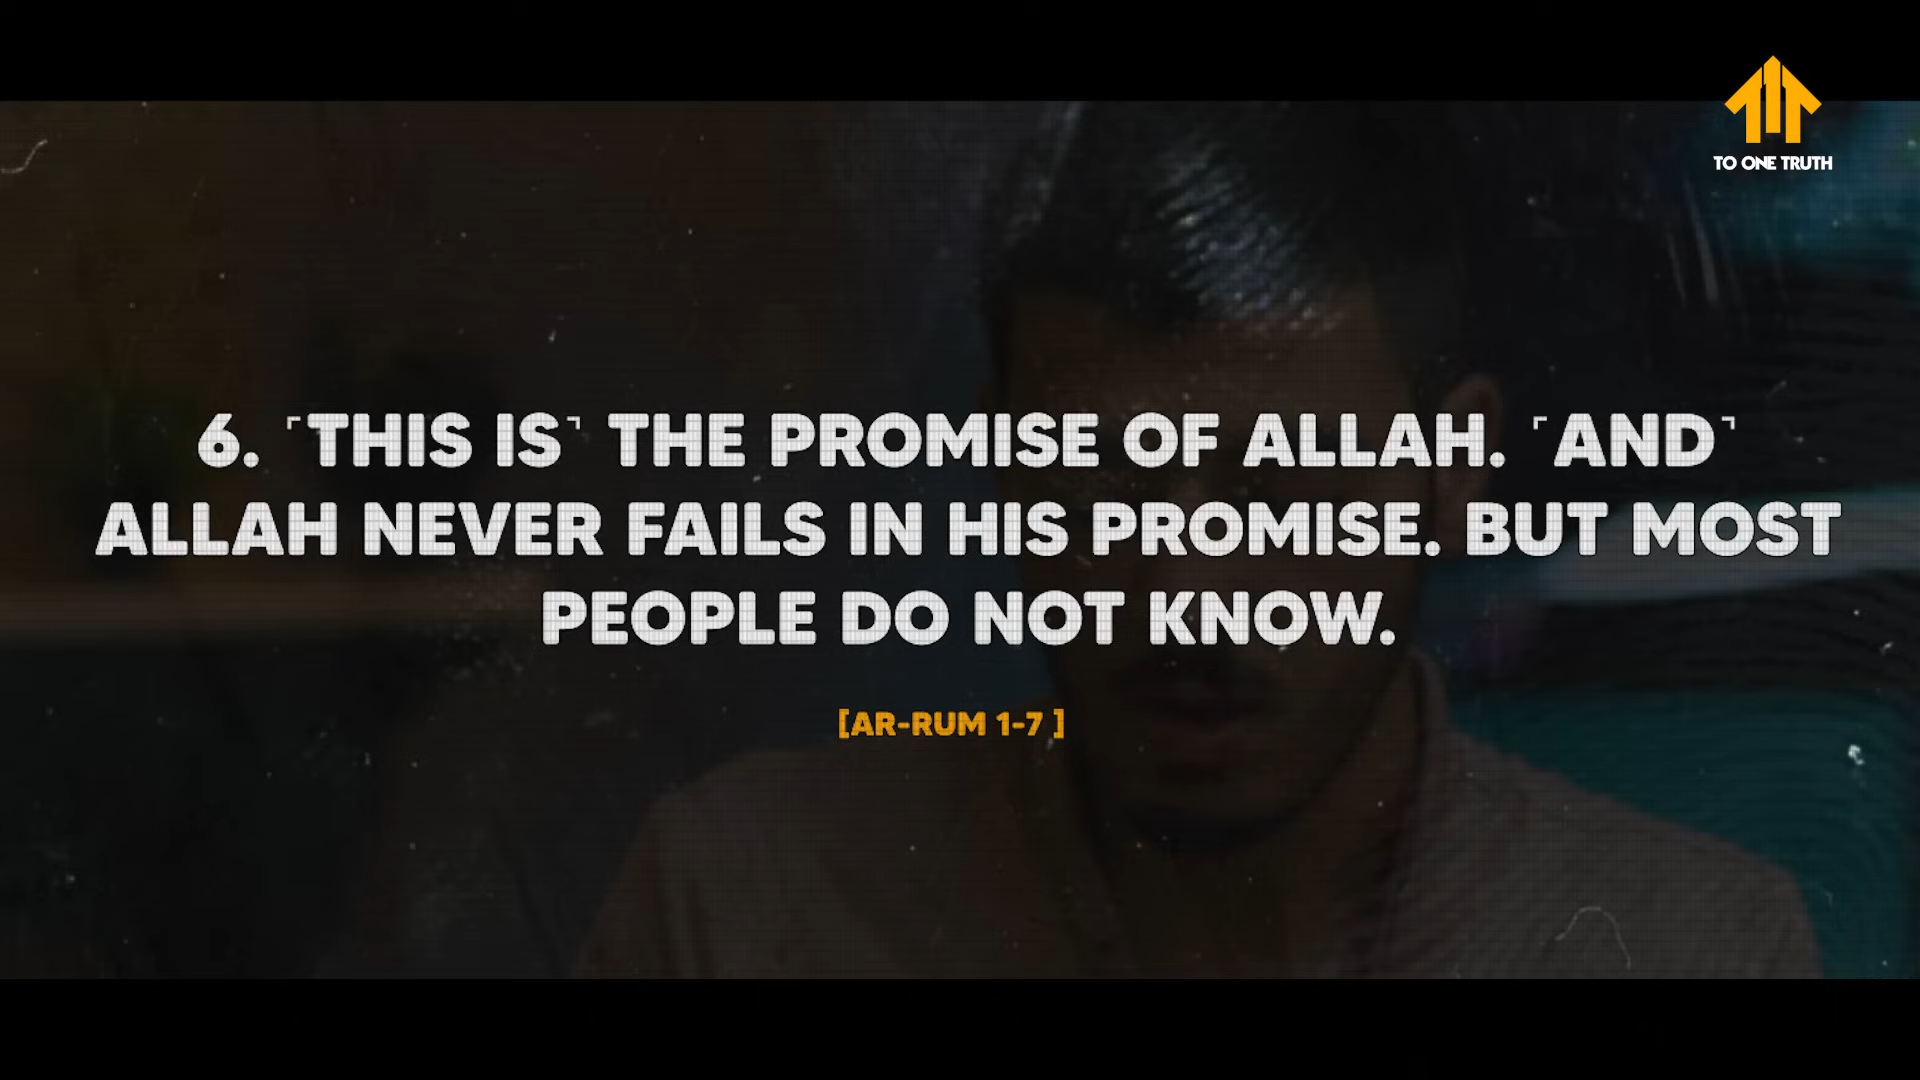 TO ONE TRUTH
6. ⌜THIS IS⌝ THE PROMISE OF ALLAH. ⌜AND⌝
ALLAH NEVER FAILS IN HIS PROMISE. BUT MOST
PEOPLE DO NOT KNOW.
[AR-RUM 1-7 ]